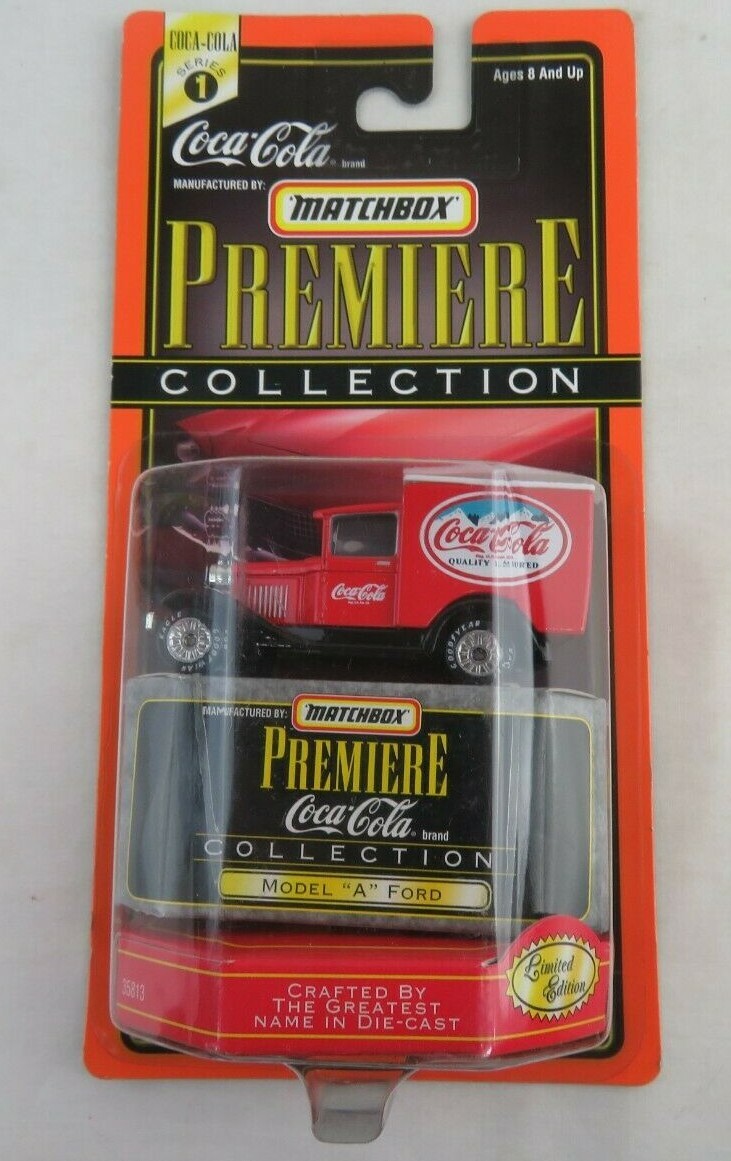 COCA-COLA
SERIES
1
Ages 8 And Up
Coca-Cola® brand
MANUFACTURED BY:
"MATCHBOX"
PREMIERE
COLLECTION
Coca-Cola
QUALITY
Coca-Cola
EAGLE
GOODYEAR
MANUFACTURED BY:
"MATCHBOX"
PREMIERE
Coca-Cola® brand
COLLECTION
MODEL "A" FORD
35813
CRAFTED BY
THE GREATEST
NAME IN DIE-CAST
Limited
Edition